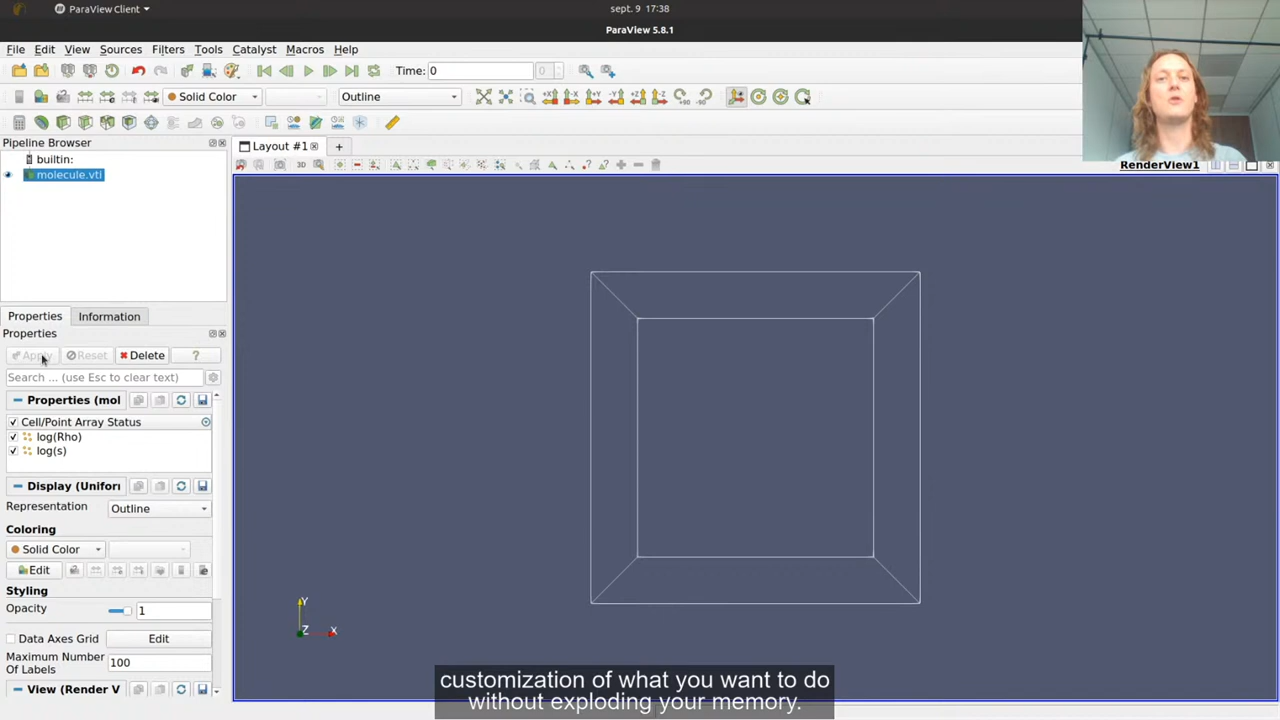 ParaView Client
sept. 9 17:38
ParaView 5.8.1
File Edit View Sources Filters Tools Catalyst Macros Help
Time: 0 0
Solid Color Outline
Pipeline Browser
builtin:
molecule.vti
Layout #1
3D
RenderView1
Properties Information
Properties
Apply Reset Delete ?
Search ... (use Esc to clear text)
Properties (mol
Cell/Point Array Status
log(Rho)
log(s)
Display (Uniforr
Representation Outline
Coloring
Solid Color
Edit
Styling
Opacity 1
Data Axes Grid Edit
Maximum Number
Of Labels 100
View (Render V
Y
Z X
customization of what you want to do
without exploding your memory.